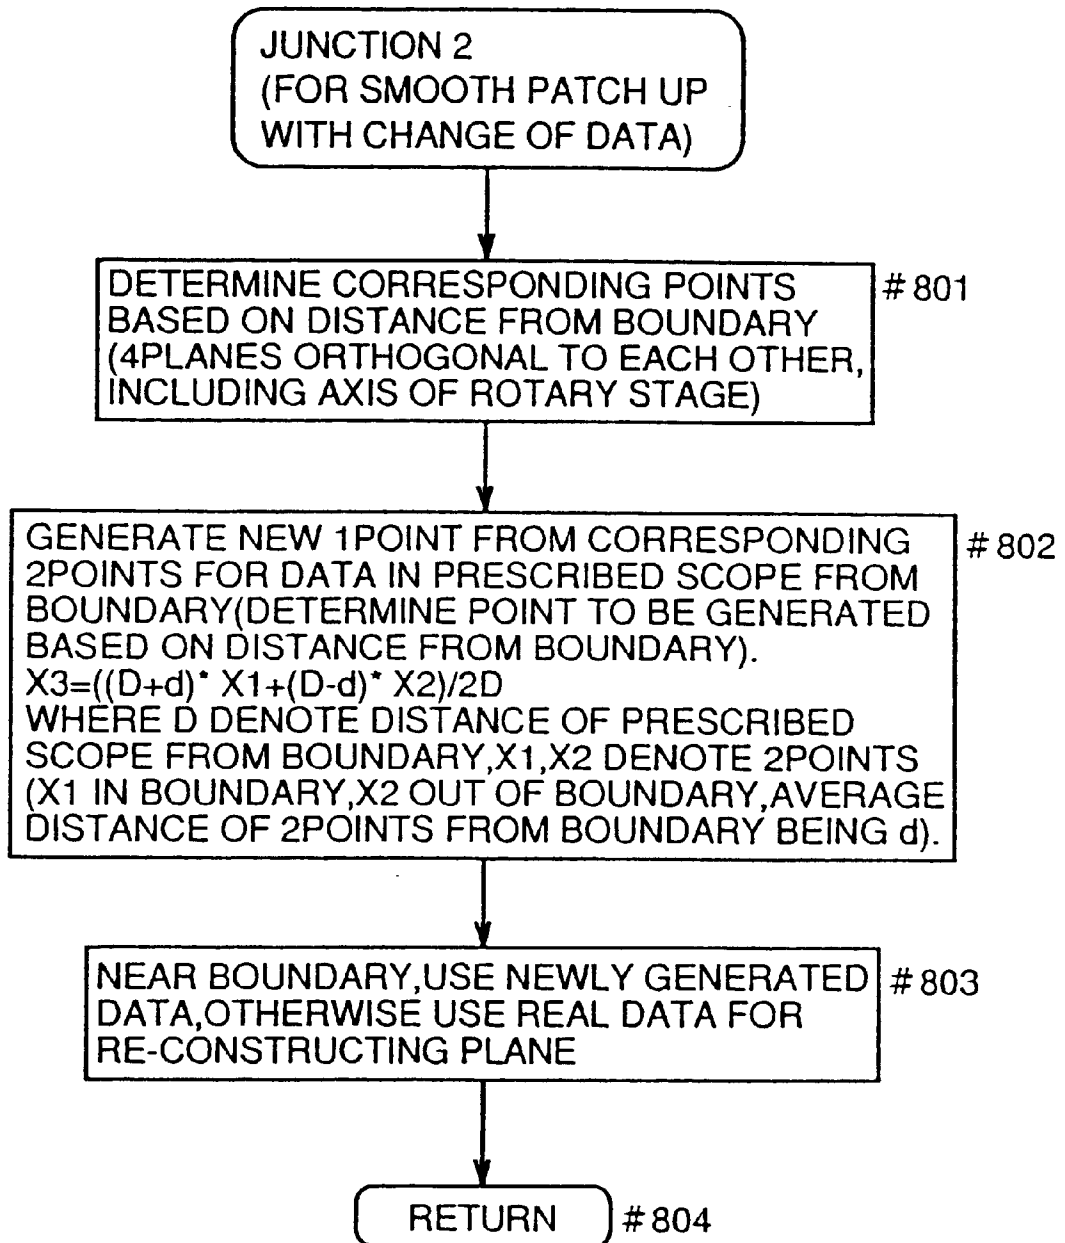 JUNCTION 2
(FOR SMOOTH PATCH UP
WITH CHANGE OF DATA)
DETERMINE CORRESPONDING POINTS
BASED ON DISTANCE FROM BOUNDARY
(4PLANES ORTHOGONAL TO EACH OTHER,
INCLUDING AXIS OF ROTARY STAGE)
#801
GENERATE NEW 1POINT FROM CORRESPONDING
2POINTS FOR DATA IN PRESCRIBED SCOPE FROM
BOUNDARY(DETERMINE POINT TO BE GENERATED
BASED ON DISTANCE FROM BOUNDARY).
X3=((D+d)* X1+(D-d)* X2)/2D
WHERE D DENOTE DISTANCE OF PRESCRIBED
SCOPE FROM BOUNDARY,X1,X2 DENOTE 2POINTS
(X1 IN BOUNDARY,X2 OUT OF BOUNDARY,AVERAGE
DISTANCE OF 2POINTS FROM BOUNDARY BEING d).
#802
NEAR BOUNDARY,USE NEWLY GENERATED
DATA,OTHERWISE USE REAL DATA FOR
RE-CONSTRUCTING PLANE
#803
RETURN
#804